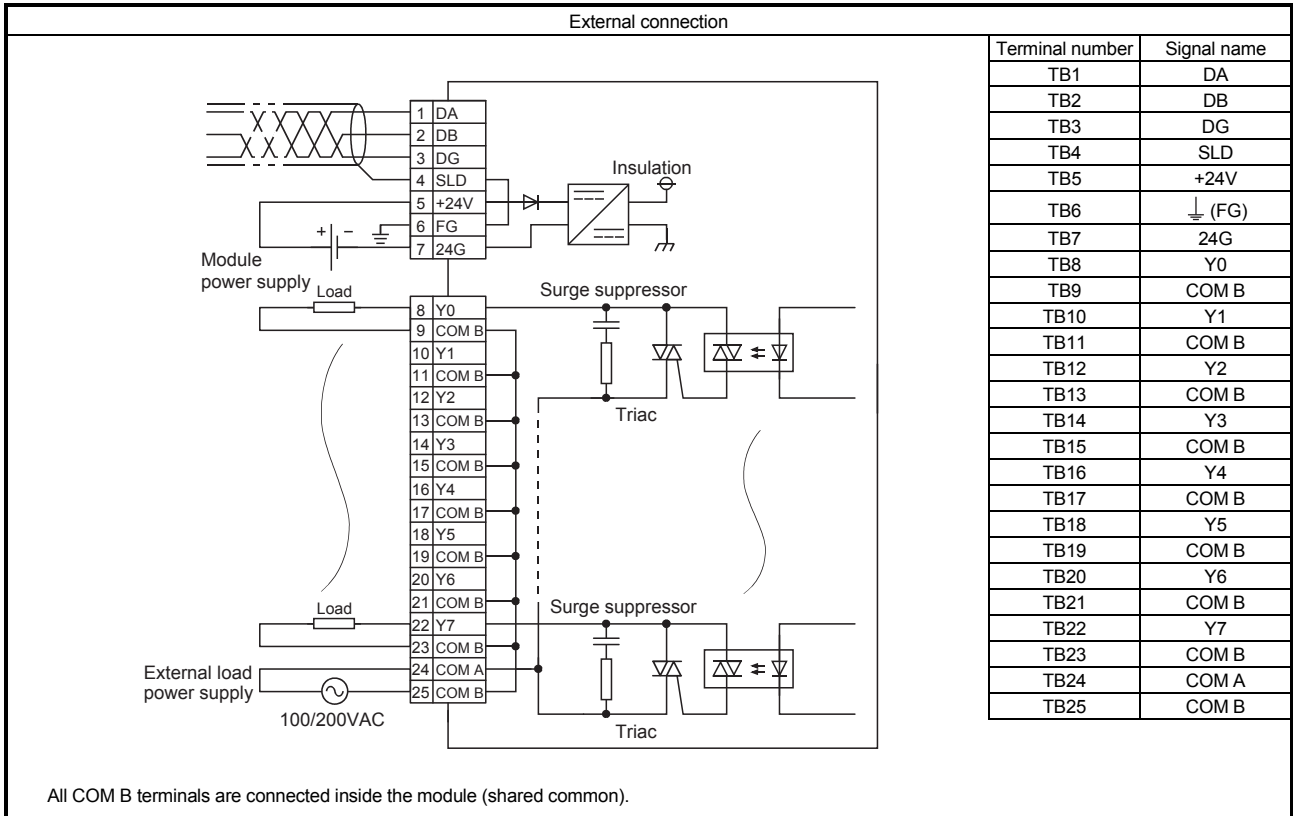 External connection
1 DA
2 DB
3 DG
4 SLD
5 +24V
6 FG
7 24G
+ −
Module
power supply
Insulation
Load
8 Y0
9 COM B
10 Y1
11 COM B
12 Y2
13 COM B
14 Y3
15 COM B
16 Y4
17 COM B
18 Y5
19 COM B
20 Y6
21 COM B
22 Y7
23 COM B
24 COM A
25 COM B
Surge suppressor
Triac
Load
Surge suppressor
Triac
External load
power supply
100/200VAC
Terminal number Signal name
TB1 DA
TB2 DB
TB3 DG
TB4 SLD
TB5 +24V
TB6 (FG)
TB7 24G
TB8 Y0
TB9 COM B
TB10 Y1
TB11 COM B
TB12 Y2
TB13 COM B
TB14 Y3
TB15 COM B
TB16 Y4
TB17 COM B
TB18 Y5
TB19 COM B
TB20 Y6
TB21 COM B
TB22 Y7
TB23 COM B
TB24 COM A
TB25 COM B
All COM B terminals are connected inside the module (shared common).